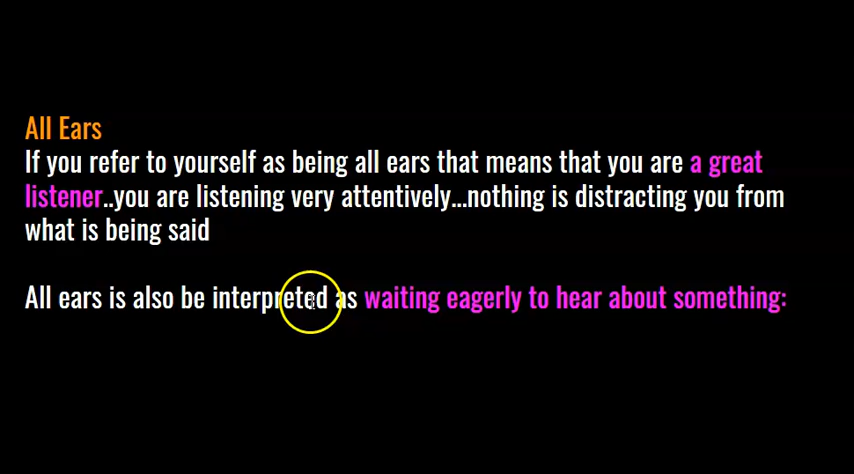 All Ears
If you refer to yourself as being all ears that means that you are a great
listener..you are listening very attentively...nothing is distracting you from
what is being said
All ears is also be interpreted as waiting eagerly to hear about something: